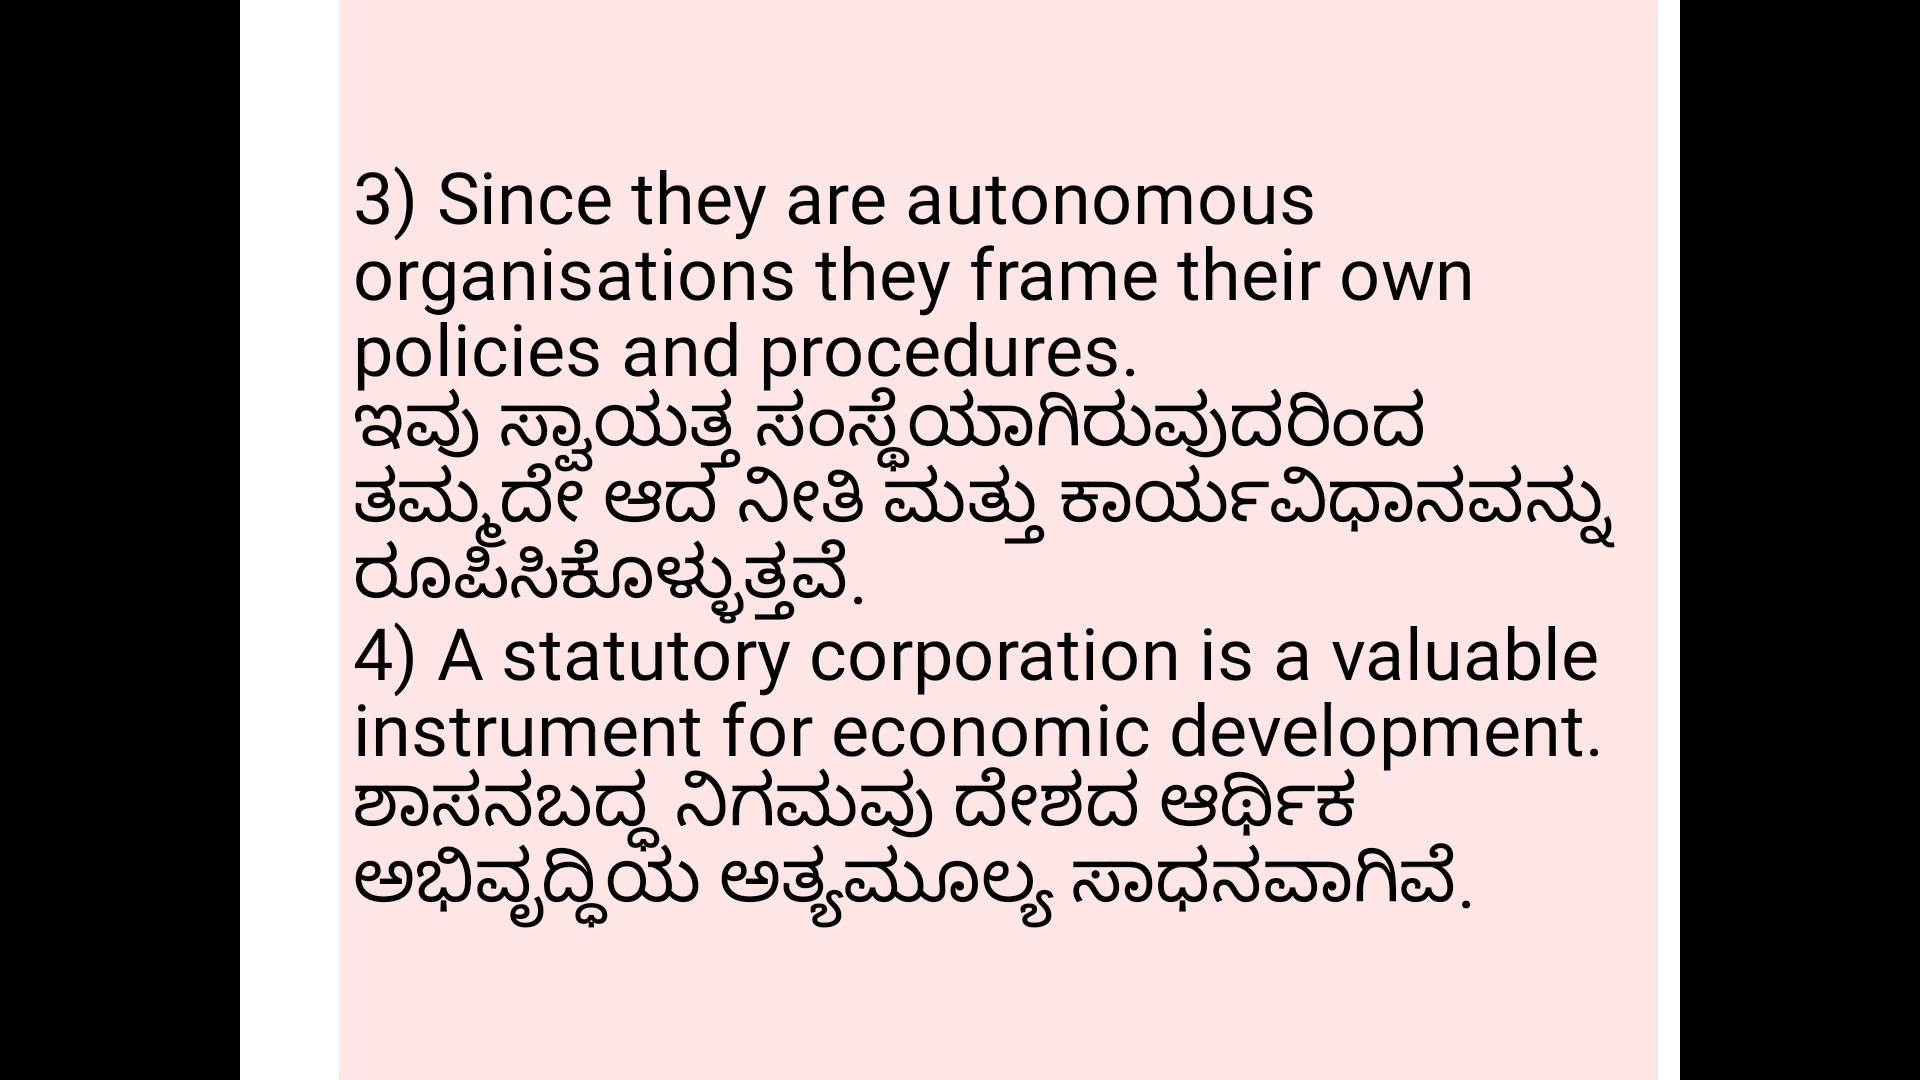 3) Since they are autonomous
organisations they frame their own
policies and procedures.
ಇವು ಸ್ವಾಯತ್ತ ಸಂಸ್ಥೆಯಾಗಿರುವುದರಿಂದ
ತಮ್ಮದೇ ಆದ ನೀತಿ ಮತ್ತು ಕಾರ್ಯವಿಧಾನವನ್ನು
ರೂಪಿಸಿಕೊಳ್ಳುತ್ತವೆ.
4) A statutory corporation is a valuable
instrument for economic development.
ಶಾಸನಬದ್ಧ ನಿಗಮವು ದೇಶದ ಆರ್ಥಿಕ
ಅಭಿವೃದ್ಧಿಯ ಅತ್ಯಮೂಲ್ಯ ಸಾಧನವಾಗಿವೆ.